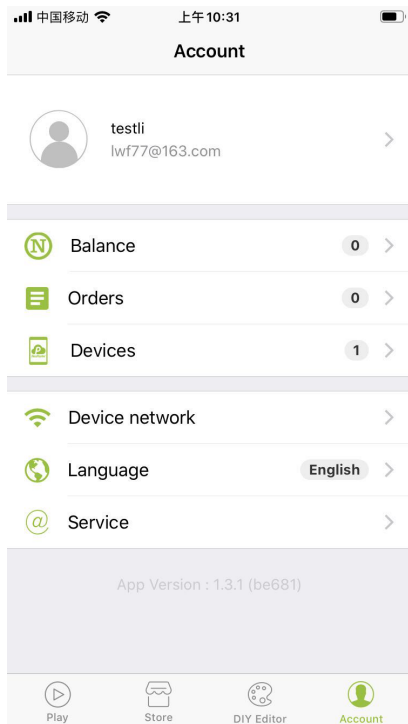 中国移动 上午10:31
Account
testli
lwf77@163.com
N Balance 0
Orders 0
P Devices 1
Device network
Language English
@ Service
App Version : 1.3.1 (be681)
Play Store DIY Editor Account